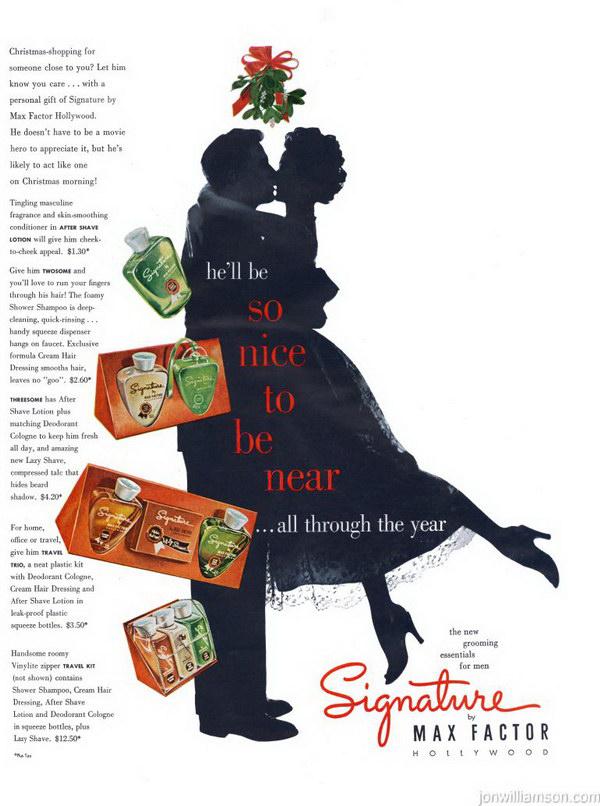 Christmas-shopping for
someone close to you? Let him
know you care . . . with a
personal gift of Signature by
Max Factor Hollywood.
He doesn't have to be a movie
hero to appreciate it, but he's
likely to act like one
on Christmas morning!
Tingling masculine
fragrance and skin-smoothing
conditioner in AFTER SHAVE
LOTION will give him cheek-
to-cheek appeal. $1.30*
Give him TWOSOME and
you'll love to run your fingers
through his hair! The foamy
Shower Shampoo is deep-
cleaning, quick-rinsing . . .
handy squeeze dispenser
hangs on faucet. Exclusive
formula Cream Hair
Dressing smooths hair,
leaves no "goo". $2.60*
THREESOME has After
Shave Lotion plus
matching Deodorant
Cologne to keep him fresh
all day, and amazing
new Lazy Shave,
compressed talc that
hides beard
shadow. $4.20*
For home,
office or travel,
give him TRAVEL
TRIO, a neat plastic kit
with Deodorant Cologne,
Cream Hair Dressing and
After Shave Lotion in
leak-proof plastic
squeeze bottles. $3.50*
Handsome roomy
Vinylite zipper TRAVEL KIT
(not shown) contains
Shower Shampoo, Cream Hair
Dressing, After Shave
Lotion and Deodorant Cologne
in squeeze bottles, plus
Lazy Shave. $12.50*
*Plus Tax
Signature
Signature
Signature
Signature
Signature
Signature
he'll be
so
nice
to
be
near
...all through the year
the new
grooming
essentials
for men
Signature
by
MAX FACTOR
HOLLYWOOD
jonwilliamson.com